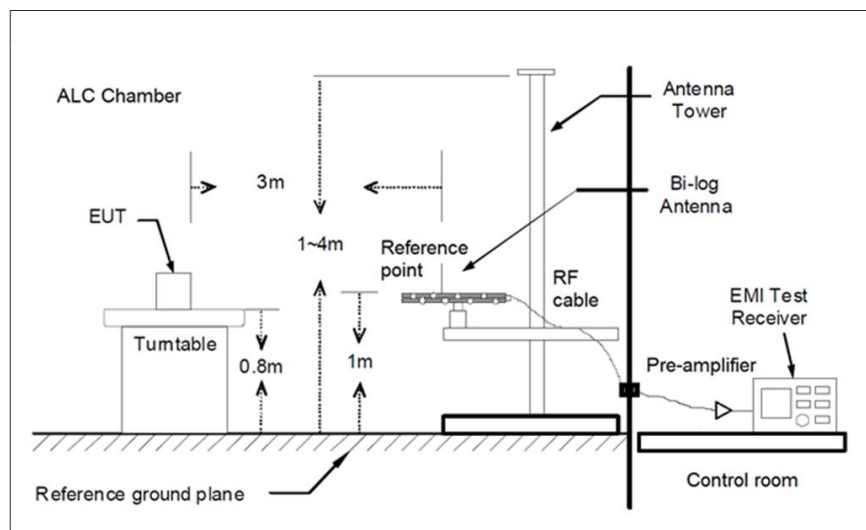 ALC Chamber
Antenna
Tower
3m
Bi-log
Antenna
EUT
1~4m
Reference
point
RF
cable
EMI Test
Receiver
Turntable
0.8m
1m
Pre-amplifier
Reference ground plane
Control room